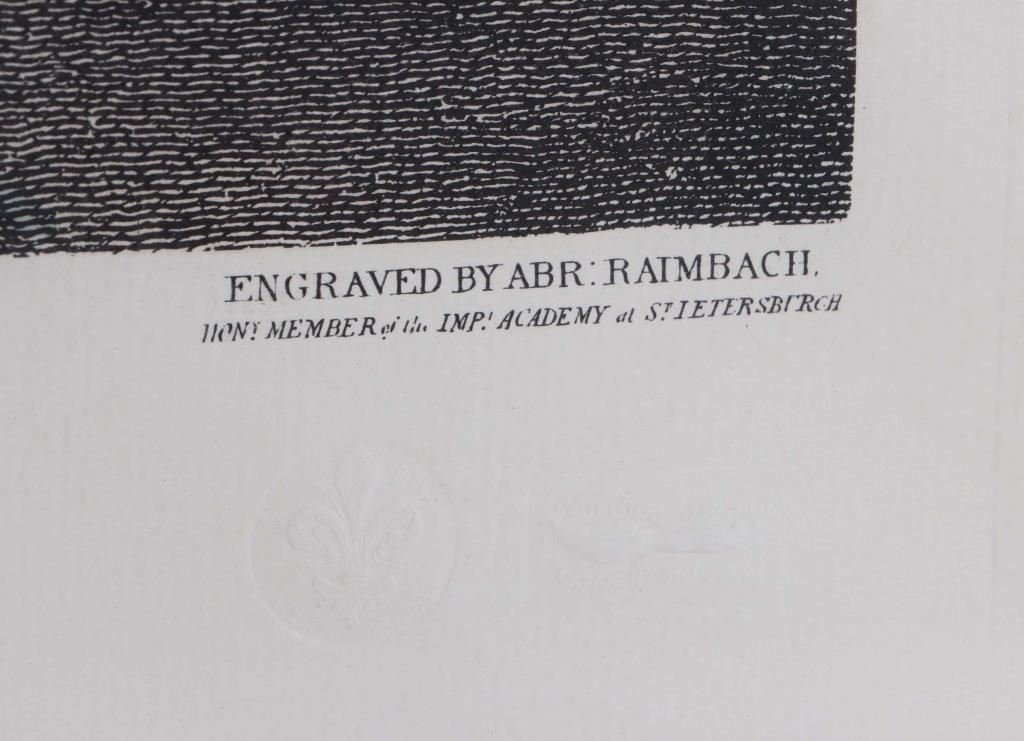 ENGRAVED BY ABR: RAIMBACH.
HONY. MEMBER of the IMPL. ACADEMY at ST. PETERSBURGH